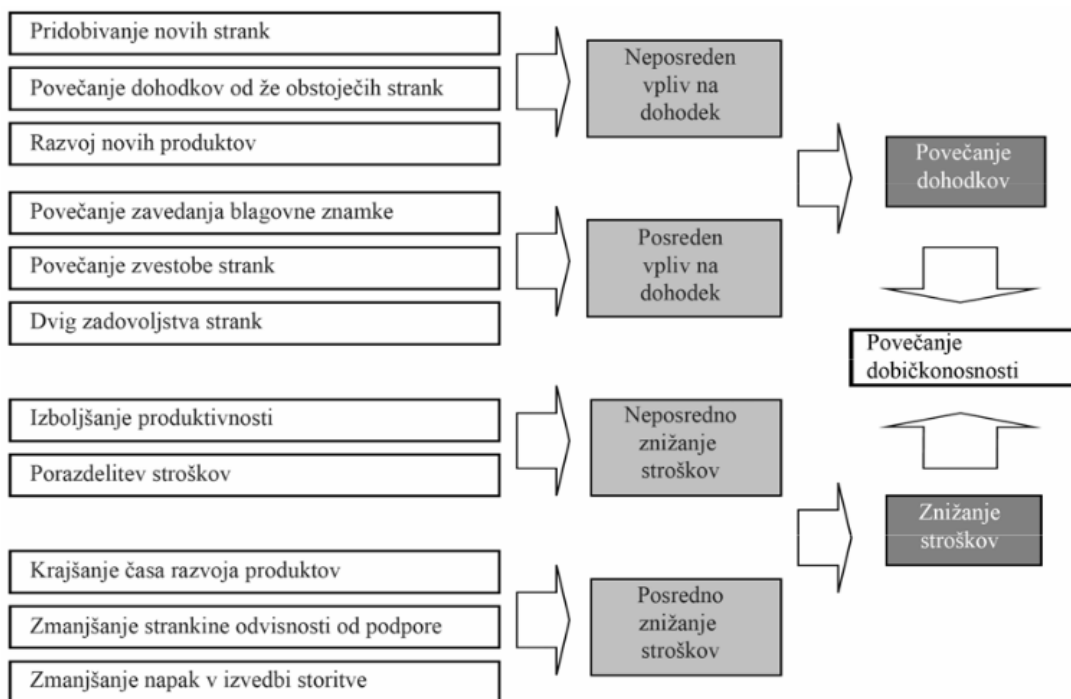 Pridobivanje novih strank
Povečanje dohodkov od že obstoječih strank
Razvoj novih produktov
Neposreden
vpliv na
dohodek
Povečanje zavedanja blagovne znamke
Povečanje zvestobe strank
Dvig zadovoljstva strank
Posreden
vpliv na
dohodek
Povečanje
dohodkov
Povečanje
dobičkonosnosti
Izboljšanje produktivnosti
Porazdelitev stroškov
Neposredno
znižanje
stroškov
Krajšanje časa razvoja produktov
Zmanjšanje strankine odvisnosti od podpore
Zmanjšanje napak v izvedbi storitve
Posredno
znižanje
stroškov
Znižanje
stroškov